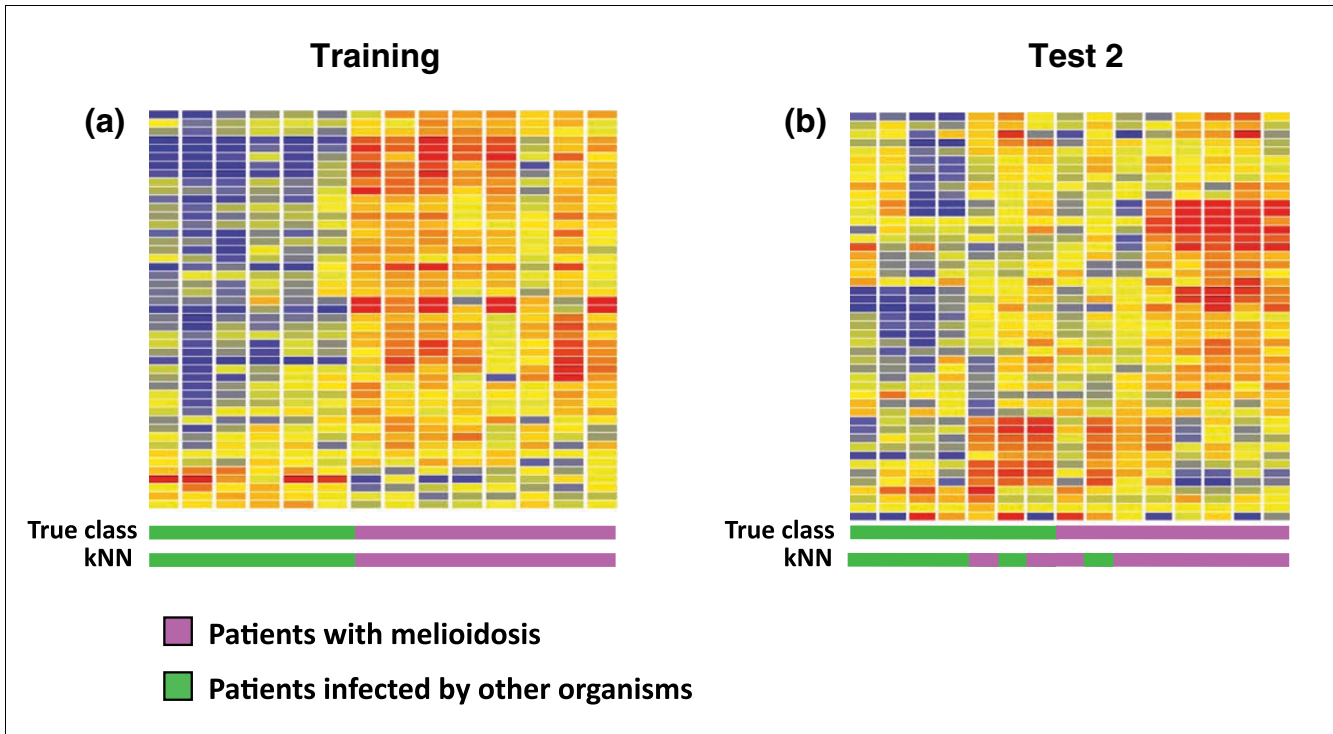 Training
Test 2
(a)
(b)
True class
kNN
True class
kNN
Patients with melioidosis
Patients infected by other organisms